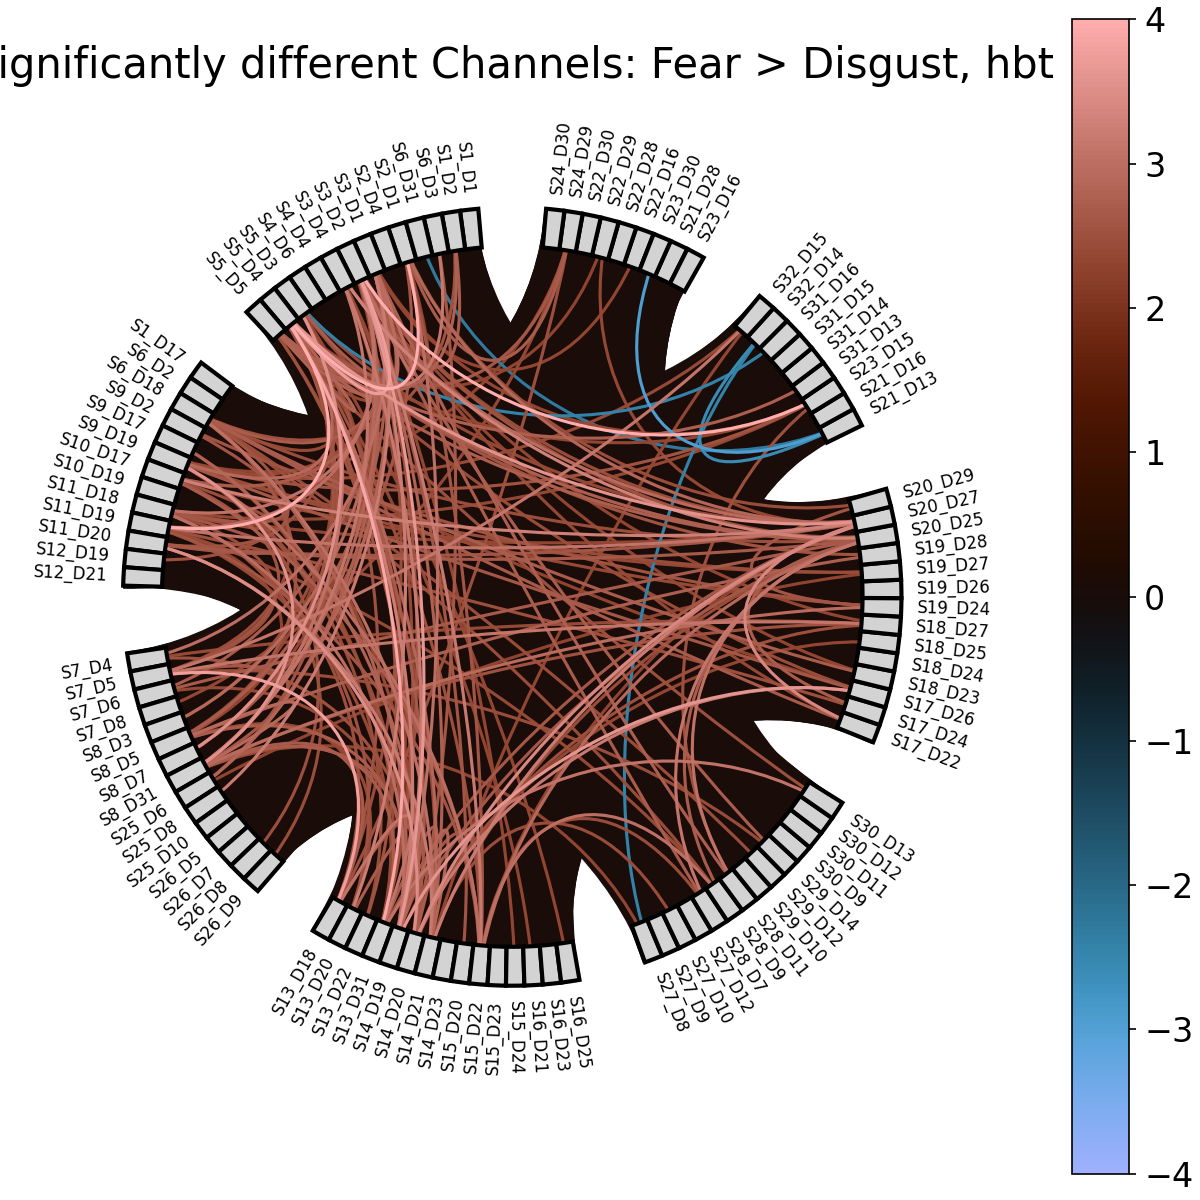 ignificantly different Channels: Fear > Disgust, hbt
S24_D30
S24_D29
S22_D30
S22_D29
S22_D28
S22_D16
S23_D30
S21_D28
S23_D16
S32_D15
S32_D14
S31_D16
S31_D15
S31_D14
S31_D13
S23_D15
S21_D16
S21_D13
S20_D29
S20_D27
S20_D25
S19_D28
S19_D27
S19_D26
S19_D24
S18_D27
S18_D25
S18_D24
S18_D23
S17_D26
S17_D24
S17_D22
S30_D13
S30_D12
S30_D11
S30_D9
S29_D14
S29_D12
S29_D10
S28_D11
S28_D9
S28_D7
S27_D12
S27_D10
S27_D9
S27_D8
S16_D25
S16_D23
S16_D21
S15_D24
S15_D23
S15_D22
S15_D20
S14_D23
S14_D21
S14_D20
S14_D19
S13_D31
S13_D22
S13_D20
S13_D18
S26_D9
S26_D8
S26_D7
S26_D5
S25_D10
S25_D8
S25_D6
S8_D31
S8_D7
S8_D5
S8_D3
S7_D8
S7_D6
S7_D5
S7_D4
S12_D21
S12_D19
S11_D20
S11_D19
S11_D18
S10_D19
S10_D17
S9_D19
S9_D17
S9_D2
S6_D18
S6_D2
S1_D17
S5_D5
S5_D4
S5_D3
S4_D6
S4_D4
S3_D4
S3_D2
S3_D1
S2_D4
S2_D1
S6_D31
S6_D3
S1_D2
S1_D1
4
3
2
1
0
−1
−2
−3
−4